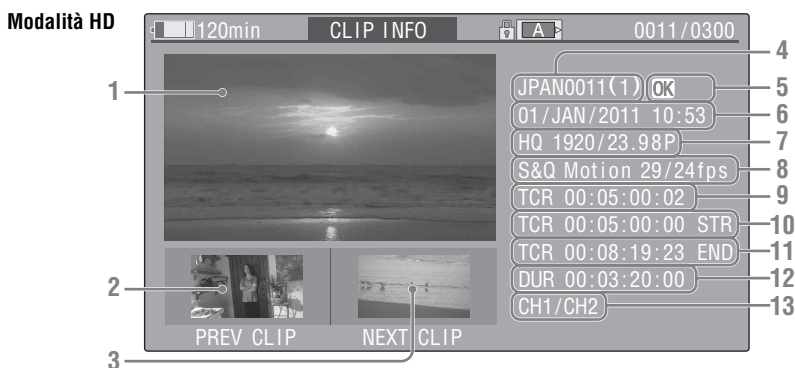 Modalità HD
120min CLIP INFO A 0011/0300
4
1 JPAN0011(1) OK 5
01/JAN/2011 10:53 6
HQ 1920/23.98P 7
S&Q Motion 29/24fps 8
TCR 00:05:00:02 9
TCR 00:05:00:00 STR 10
TCR 00:08:19:23 END 11
2 DUR 00:03:20:00 12
CH1/CH2 13
PREV CLIP NEXT CLIP
3